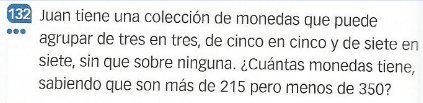 132 Juan tiene una colección de monedas que puede
agrupar de tres en tres, de cinco en cinco y de siete en
siete, sin que sobre ninguna. ¿Cuántas monedas tiene,
sabiendo que son más de 215 pero menos de 350?